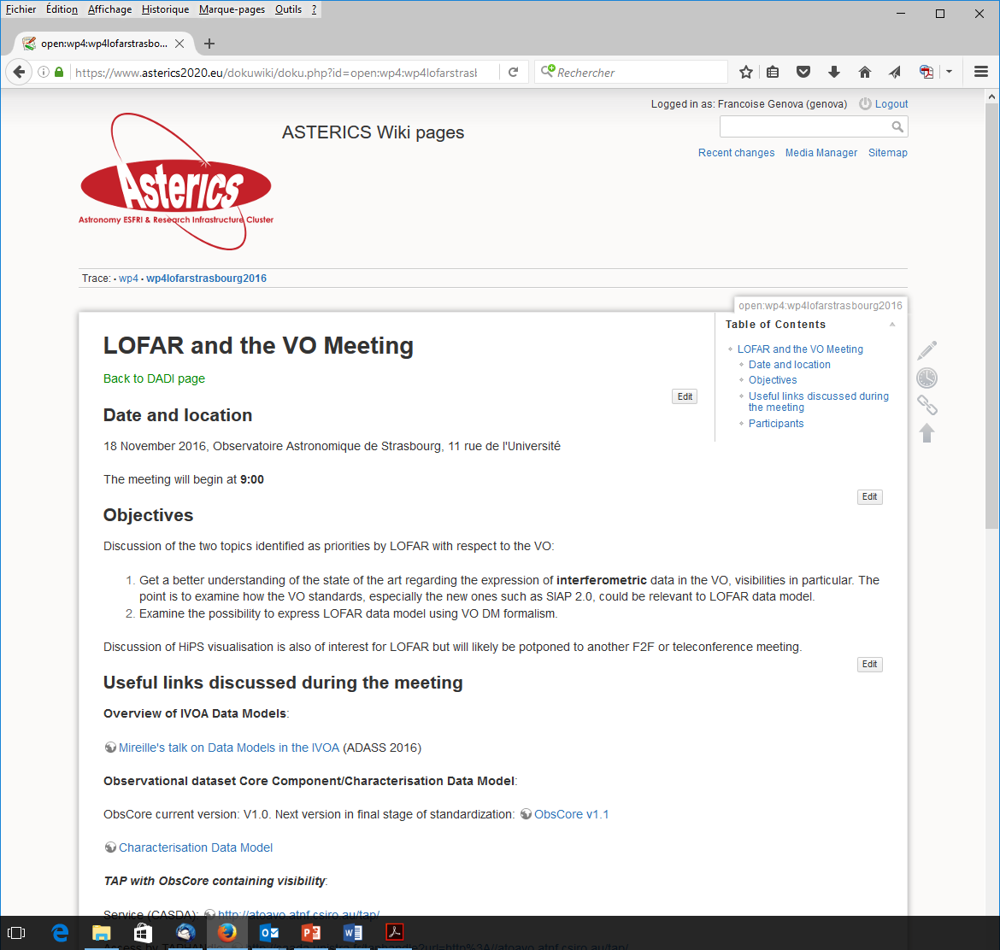 Fichier Édition Affichage Historique Marque-pages Outils ?
open:wp4:wp4lofarstrasbo...
https://www.asterics2020.eu/dokuwiki/doku.php?id=open:wp4:wp4lofarstrasb
Rechercher
Logged in as: Francoise Genova (genova) Logout
ASTERICS Wiki pages
Recent changes Media Manager Sitemap
Asterics
Astronomy ESFRI & Research Infrastructure Cluster
Trace: • wp4 • wp4lofarstrasbourg2016
open:wp4:wp4lofarstrasbourg2016
Table of Contents
LOFAR and the VO Meeting
Date and location
Objectives
Useful links discussed during
the meeting
Participants
LOFAR and the VO Meeting
Back to DADI page
Edit
Date and location
18 November 2016, Observatoire Astronomique de Strasbourg, 11 rue de l'Université
The meeting will begin at 9:00
Edit
Objectives
Discussion of the two topics identified as priorities by LOFAR with respect to the VO:
1. Get a better understanding of the state of the art regarding the expression of interferometric data in the VO, visibilities in particular. The
point is to examine how the VO standards, especially the new ones such as SIAP 2.0, could be relevant to LOFAR data model.
2. Examine the possibility to express LOFAR data model using VO DM formalism.
Discussion of HiPS visualisation is also of interest for LOFAR but will likely be potponed to another F2F or teleconference meeting.
Edit
Useful links discussed during the meeting
Overview of IVOA Data Models:
Mireille's talk on Data Models in the IVOA (ADASS 2016)
Observational dataset Core Component/Characterisation Data Model:
ObsCore current version: V1.0. Next version in final stage of standardization: ObsCore v1.1
Characterisation Data Model
TAP with ObsCore containing visibility:
Service (CASDA): http://atoavo.atnf.csiro.au/tap/